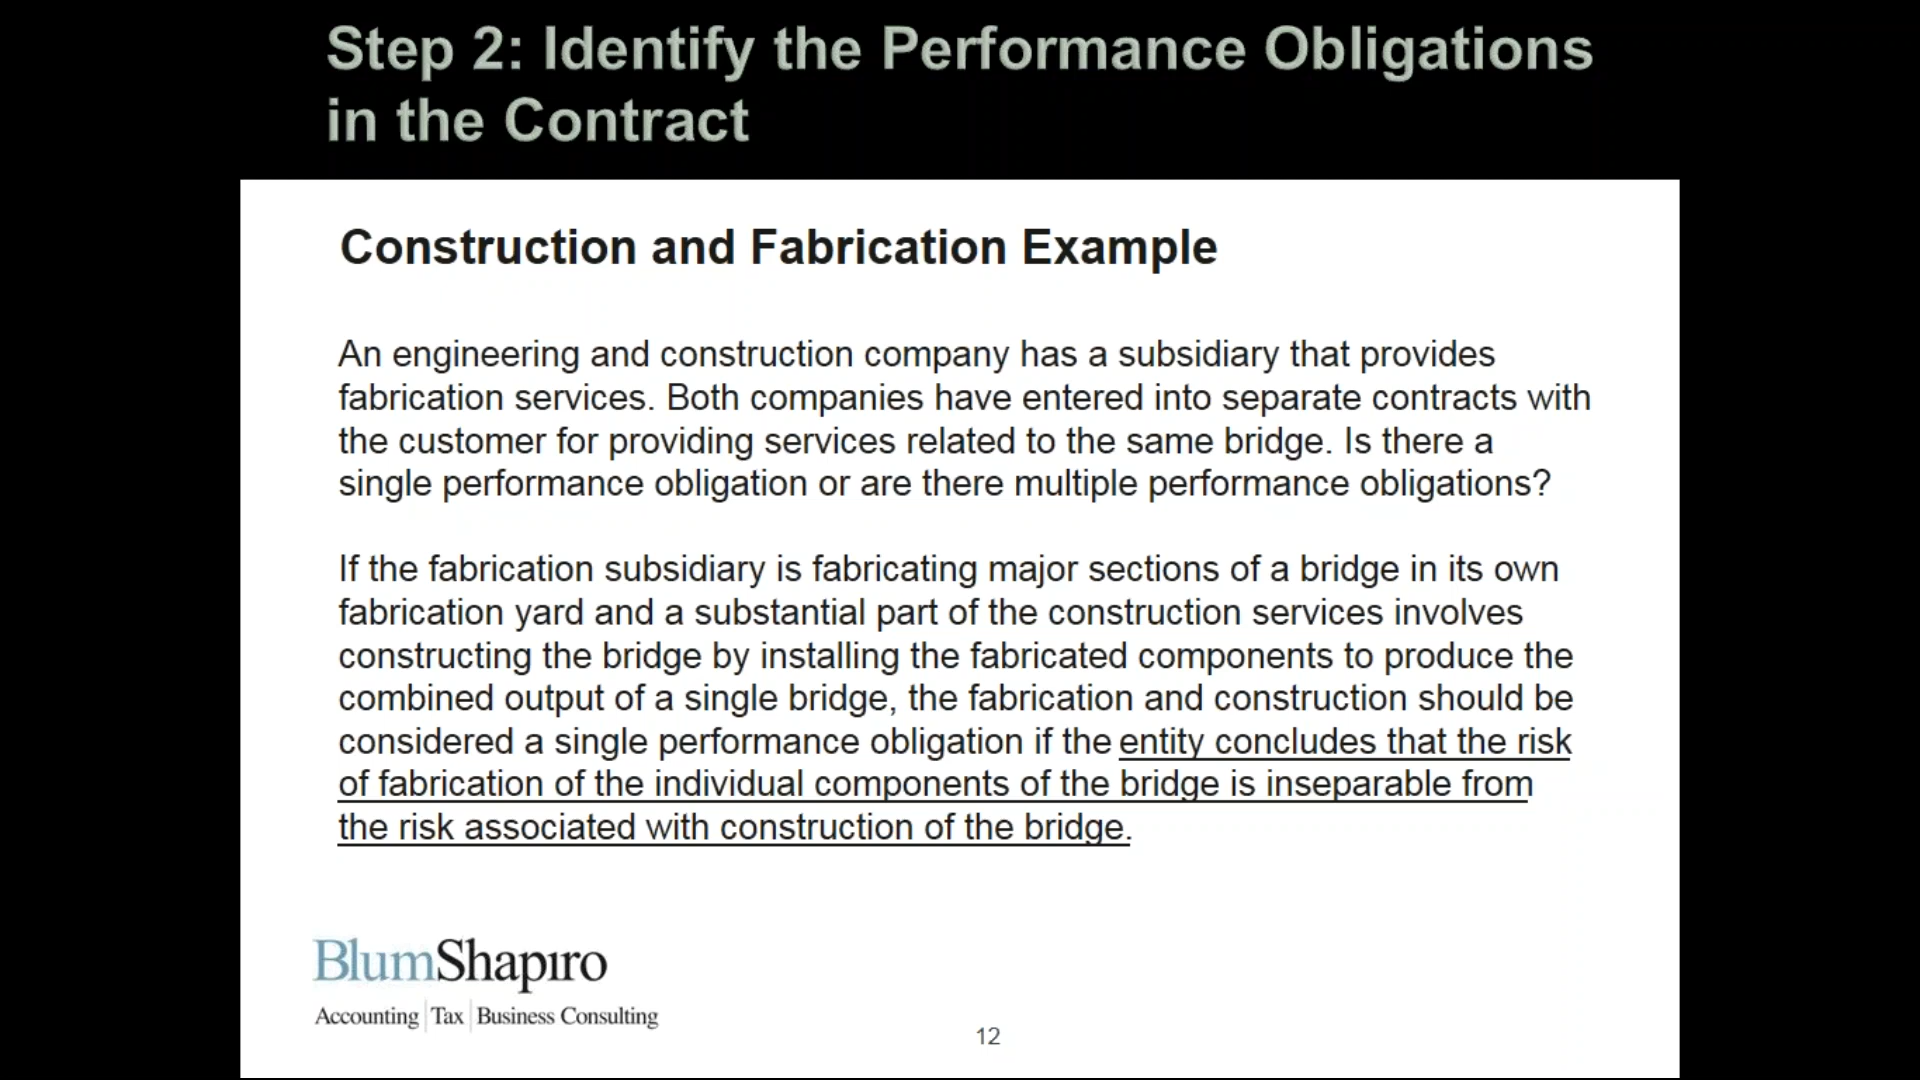 Step 2: Identify the Performance Obligations
in the Contract
Construction and Fabrication Example
An engineering and construction company has a subsidiary that provides
fabrication services. Both companies have entered into separate contracts with
the customer for providing services related to the same bridge. Is there a
single performance obligation or are there multiple performance obligations?
If the fabrication subsidiary is fabricating major sections of a bridge in its own
fabrication yard and a substantial part of the construction services involves
constructing the bridge by installing the fabricated components to produce the
combined output of a single bridge, the fabrication and construction should be
considered a single performance obligation if the entity concludes that the risk
of fabrication of the individual components of the bridge is inseparable from
the risk associated with construction of the bridge.
BlumShapiro
Accounting | Tax | Business Consulting
12